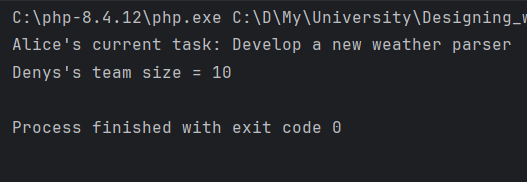 C:\php-8.4.12\php.exe C:\D\My\University\Designing_
Alice's current task: Develop a new weather parser
Denys's team size = 10
Process finished with exit code 0